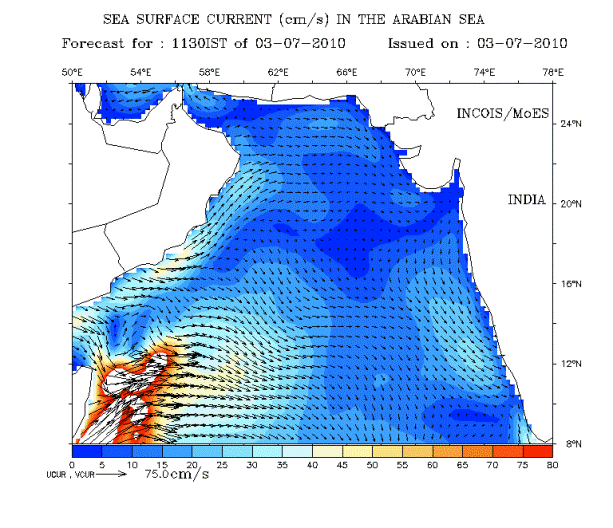 SEA SURFACE CURRENT (cm/s) IN THE ARABIAN SEA
Forecast for : 1130IST of 03-07-2010 Issued on : 03-07-2010
50°E 54°E 58°E 62°E 66°E 70°E 74°E 78°E
INCOIS/MoES
24°N
INDIA
20°N
16°N
12°N
8°N
0 5 10 15 20 25 30 35 40 45 50 55 60 65 70 75 80
UCUR , VCUR 75.0cm/s